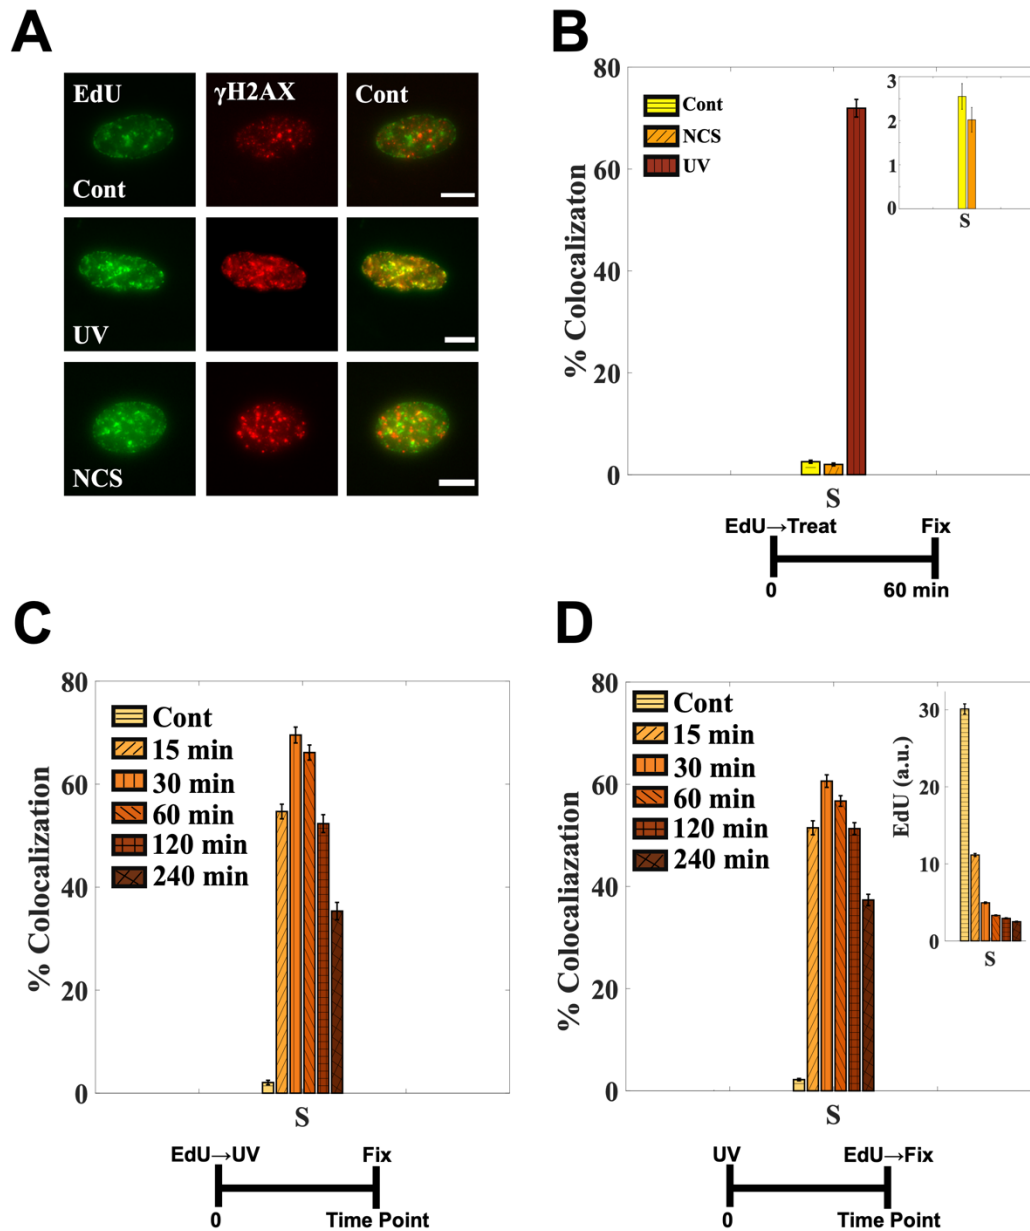 A
EdU
γH2AX
Cont
Cont
UV
NCS
B
% Colocalizaton
80
60
40
20
0
Cont
NCS
UV
3
2
1
0
S
S
EdU→Treat
Fix
0
60 min
C
% Colocalization
80
60
40
20
0
Cont
15 min
30 min
60 min
120 min
240 min
S
EdU→UV
Fix
0
Time Point
D
% Colocaliazation
80
60
40
20
0
Cont
15 min
30 min
60 min
120 min
240 min
EdU (a.u.)
30
20
10
0
S
S
UV
EdU→Fix
0
Time Point